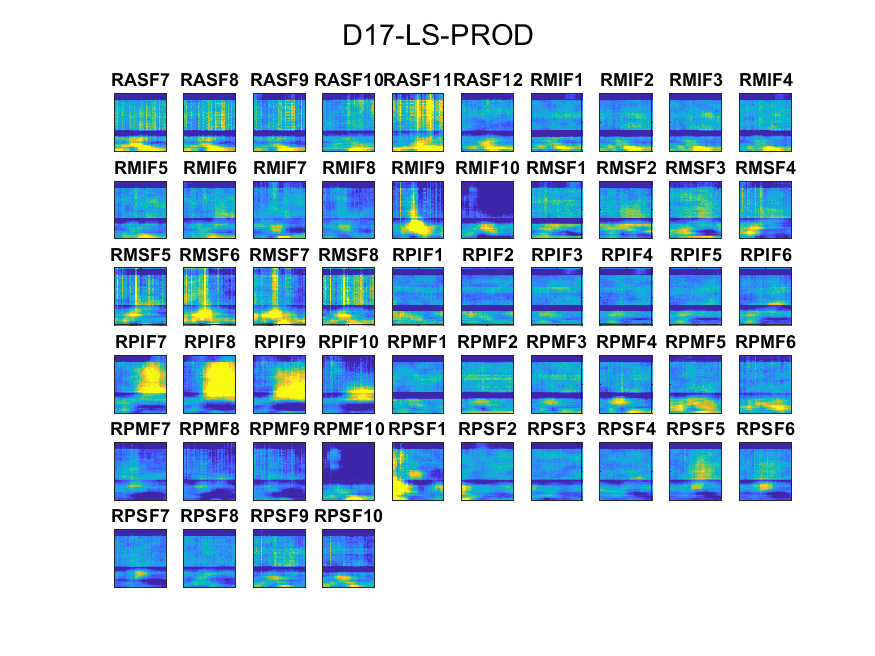 D17-LS-PROD
RASF7 RASF8 RASF9 RASF10 RASF11 RASF12 RMIF1 RMIF2 RMIF3 RMIF4
RMIF5 RMIF6 RMIF7 RMIF8 RMIF9 RMIF10 RMSF1 RMSF2 RMSF3 RMSF4
RMSF5 RMSF6 RMSF7 RMSF8 RPIF1 RPIF2 RPIF3 RPIF4 RPIF5 RPIF6
RPIF7 RPIF8 RPIF9 RPIF10 RPMF1 RPMF2 RPMF3 RPMF4 RPMF5 RPMF6
RPMF7 RPMF8 RPMF9 RPMF10 RPSF1 RPSF2 RPSF3 RPSF4 RPSF5 RPSF6
RPSF7 RPSF8 RPSF9 RPSF10